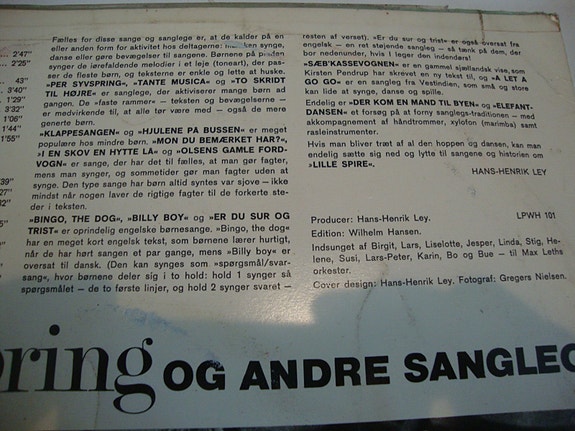 2'47"
2'25"
43"
3'40"
1'29"
3'32"
1'06"
1'44"
1'55"
'39"
Fælles for disse sange og sanglege er, at de kalder på en
eller anden form for aktivitet hos deltagerne: synge,
danse eller gøre bevægelser til sangene. Børnene på pladen
synger de iørefaldende melodier i et leje (toneart), der pas-
ser de fleste børn, og teksterne er enkle og lette at huske.
»PER SYVSPRING«, »TANTE MUSICA« og »TO SKRIDT
TIL HØJRE« er sanglege, der aktiviserer mange børn ad
gangen. De »faste rammer« – teksten og bevægelserne –
er medvirkende til, at alle tør være med – også de mere
generte børn.
»KLAPPESANGEN« og »HJULENE PÅ BUSSEN« er meget
populære hos mindre børn. »MON DU BEMÆRKET HAR?«,
»I EN SKOV EN HYTTE LÅ« og »OLSENS GAMLE FORD-
VOGN« er sange, der har det til fælles, at man gør fagter,
mens man synger, og sommetider gør man fagter uden at
synge. Den type sange har børn altid syntes var sjove – ikke
mindst når nogen laver de rigtige fagter til de forkerte ste-
der i teksten.
»BINGO, THE DOG«, »BILLY BOY« og »ER DU SUR OG
TRIST« er oprindelig engelske børnesange. »Bingo, the dog«
har en meget kort engelsk tekst, som børnene lærer hurtigt,
når de har hørt sangen et par gange, mens »Billy boy« er
oversat til dansk. (Den kan synges som »spørgsmål/svar-
sang«, hvor børnene deler sig i to hold: hold 1 synger så
spørgsmålet – de to første linjer, og hold 2 synger svaret –
resten af verset). »Er du sur og trist« er også oversat fra
engelsk – en ret støjende sangleg – så tænk på dem, der
bor nedenunder, hvis I leger den indendørs!
»SÆB'KASSEVOGNEN« er en gammel sjællandsk vise, som
Kirsten Pendrup har skrevet en ny tekst til, og »A LET A
GO GO« er en sangleg fra Vestindien, som små og store
kan lide at synge, danse og spille.
Endelig er »DER KOM EN MAND TIL BYEN« og »ELEFANT-
DANSEN« et forsøg på at forny sanglegs-traditionen – med
akkompagnement af håndtrommer, xylofon (marimba) samt
rasleinstrumenter.
Hvis man bliver træt af al den hoppen og dansen, kan man
endelig sætte sig ned og lytte til sangene og historien om
»LILLE SPIRE«.
HANS-HENRIK LEY
Producer: Hans-Henrik Ley. LPWH 101
Edition: Wilhelm Hansen.
Indsunget af Birgit, Lars, Liselotte, Jesper, Linda, Stig, He-
lene, Susi, Lars-Peter, Karin, Bo og Bue – til Max Leths
orkester.
Cover design: Hans-Henrik Ley. Fotograf: Gregers Nielsen.
pring OG ANDRE SANGLEG